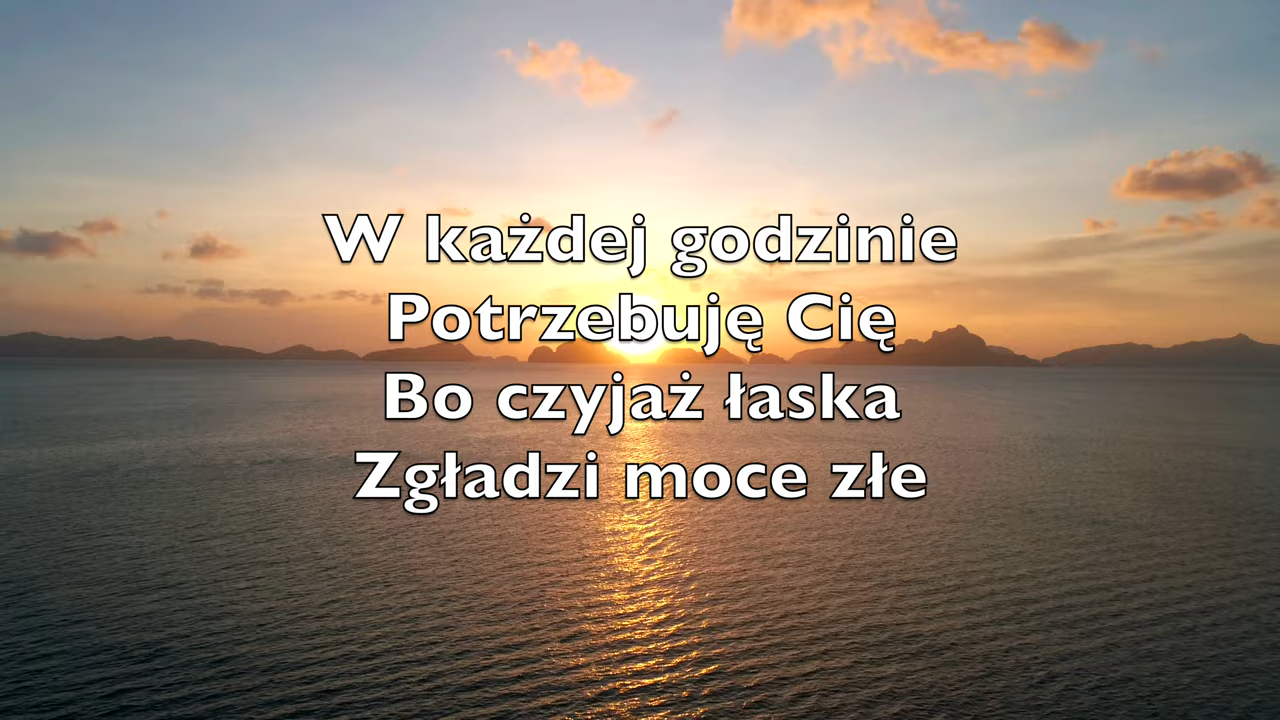 W każdej godzinie
Potrzebuję Cię
Bo czyjaż łaska
Zgładzi moce złe